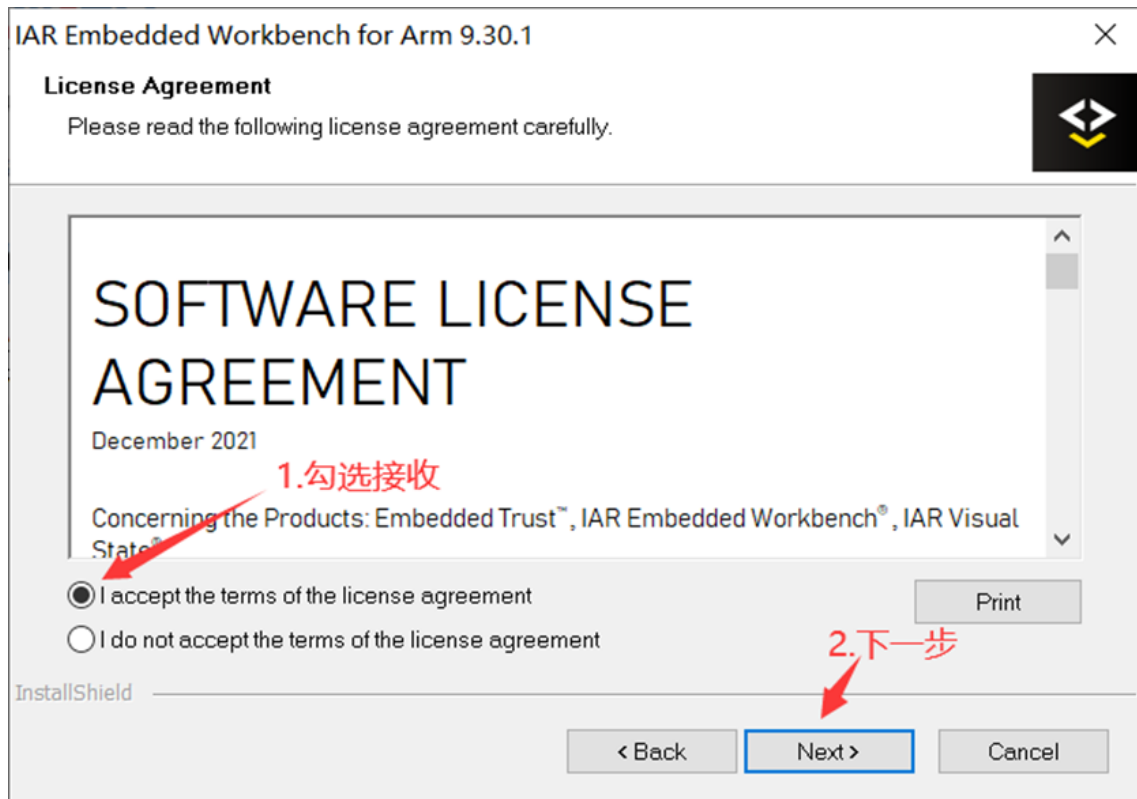 IAR Embedded Workbench for Arm 9.30.1
License Agreement
Please read the following license agreement carefully.
SOFTWARE LICENSE
AGREEMENT
December 2021
1.勾选接收
Concerning the Products: Embedded Trust™, IAR Embedded Workbench®, IAR Visual
State®
I accept the terms of the license agreement
Print
I do not accept the terms of the license agreement
2.下一步
InstallShield
< Back
Next >
Cancel